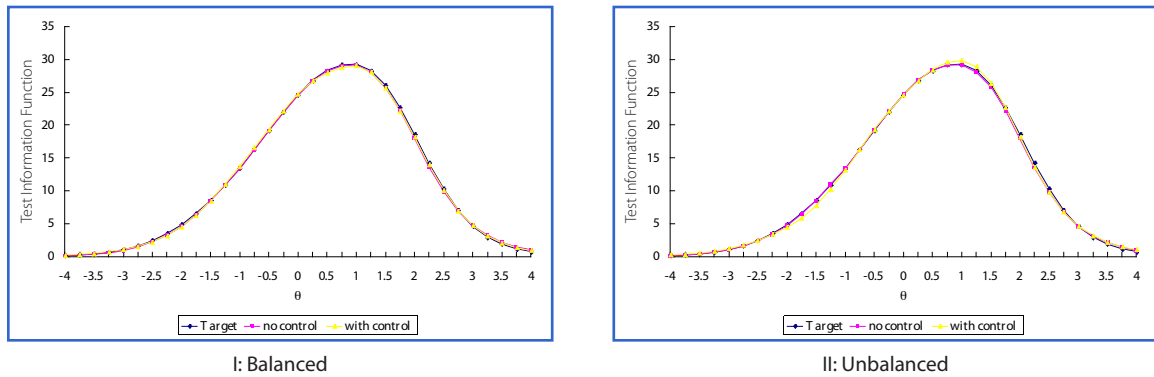 35
30
25
20
15
10
5
0
Test Information Function
-4 -3.5 -3 -2.5 -2 -1.5 -1 -0.5 0 0.5 1 1.5 2 2.5 3 3.5 4
θ
Target no control with control
I: Balanced
35
30
25
20
15
10
5
0
Test Information Function
-4 -3.5 -3 -2.5 -2 -1.5 -1 -0.5 0 0.5 1 1.5 2 2.5 3 3.5 4
θ
Target no control with control
II: Unbalanced